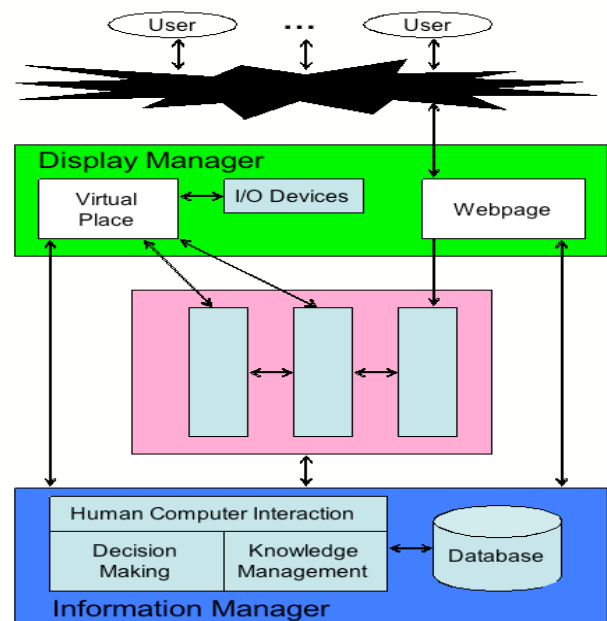 User
...
User
Display Manager
Virtual
Place
I/O Devices
Webpage
Human Computer Interaction
Decision
Making
Knowledge
Management
Database
Information Manager